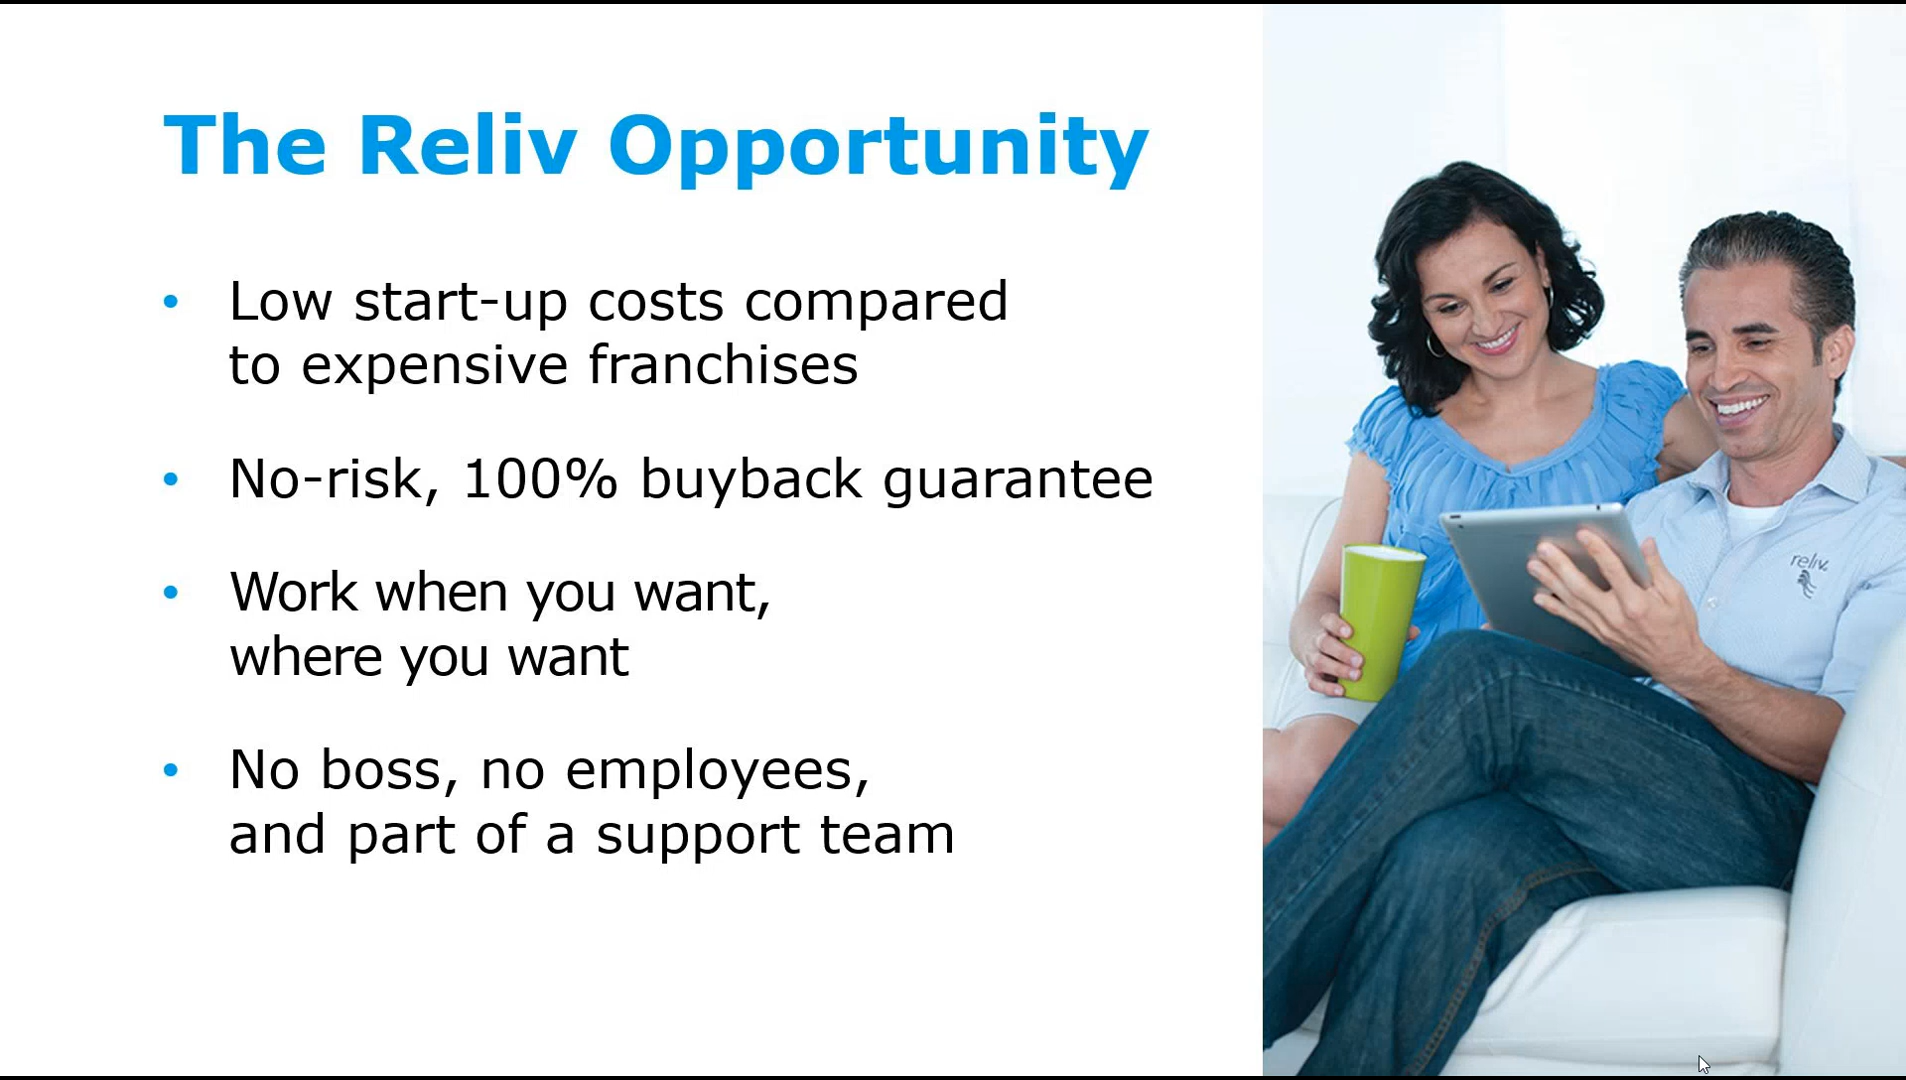 The Reliv Opportunity
• Low start-up costs compared
to expensive franchises
• No-risk, 100% buyback guarantee
• Work when you want,
where you want
• No boss, no employees,
and part of a support team
reliv